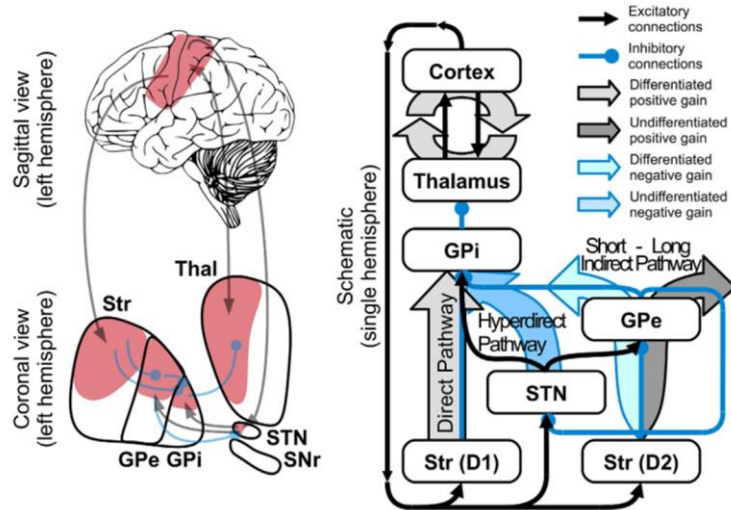 Sagittal view
(left hemisphere)
Coronal view
(left hemisphere)
Str
Thal
GPe GPi
STN
SNr
Schematic
(single hemisphere)
Cortex
Thalamus
GPi
Direct Pathway
Hyperdirect
Pathway
Short - Long
Indirect Pathway
GPe
STN
Str (D1)
Str (D2)
Excitatory
connections
Inhibitory
connections
Differentiated
positive gain
Undifferentiated
positive gain
Differentiated
negative gain
Undifferentiated
negative gain